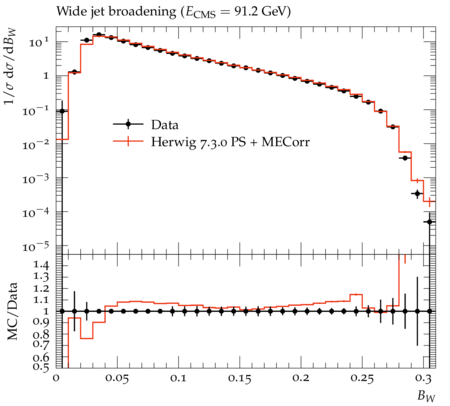 Wide jet broadening (E_CMS = 91.2 GeV)
1/σ dσ/dB_W
10^1
1
10^−1
10^−2
10^−3
10^−4
10^−5
Data
Herwig 7.3.0 PS + MECorr
MC/Data
1.4
1.3
1.2
1.1
1
0.9
0.8
0.7
0.6
0.5
0 0.05 0.1 0.15 0.2 0.25 0.3
B_W